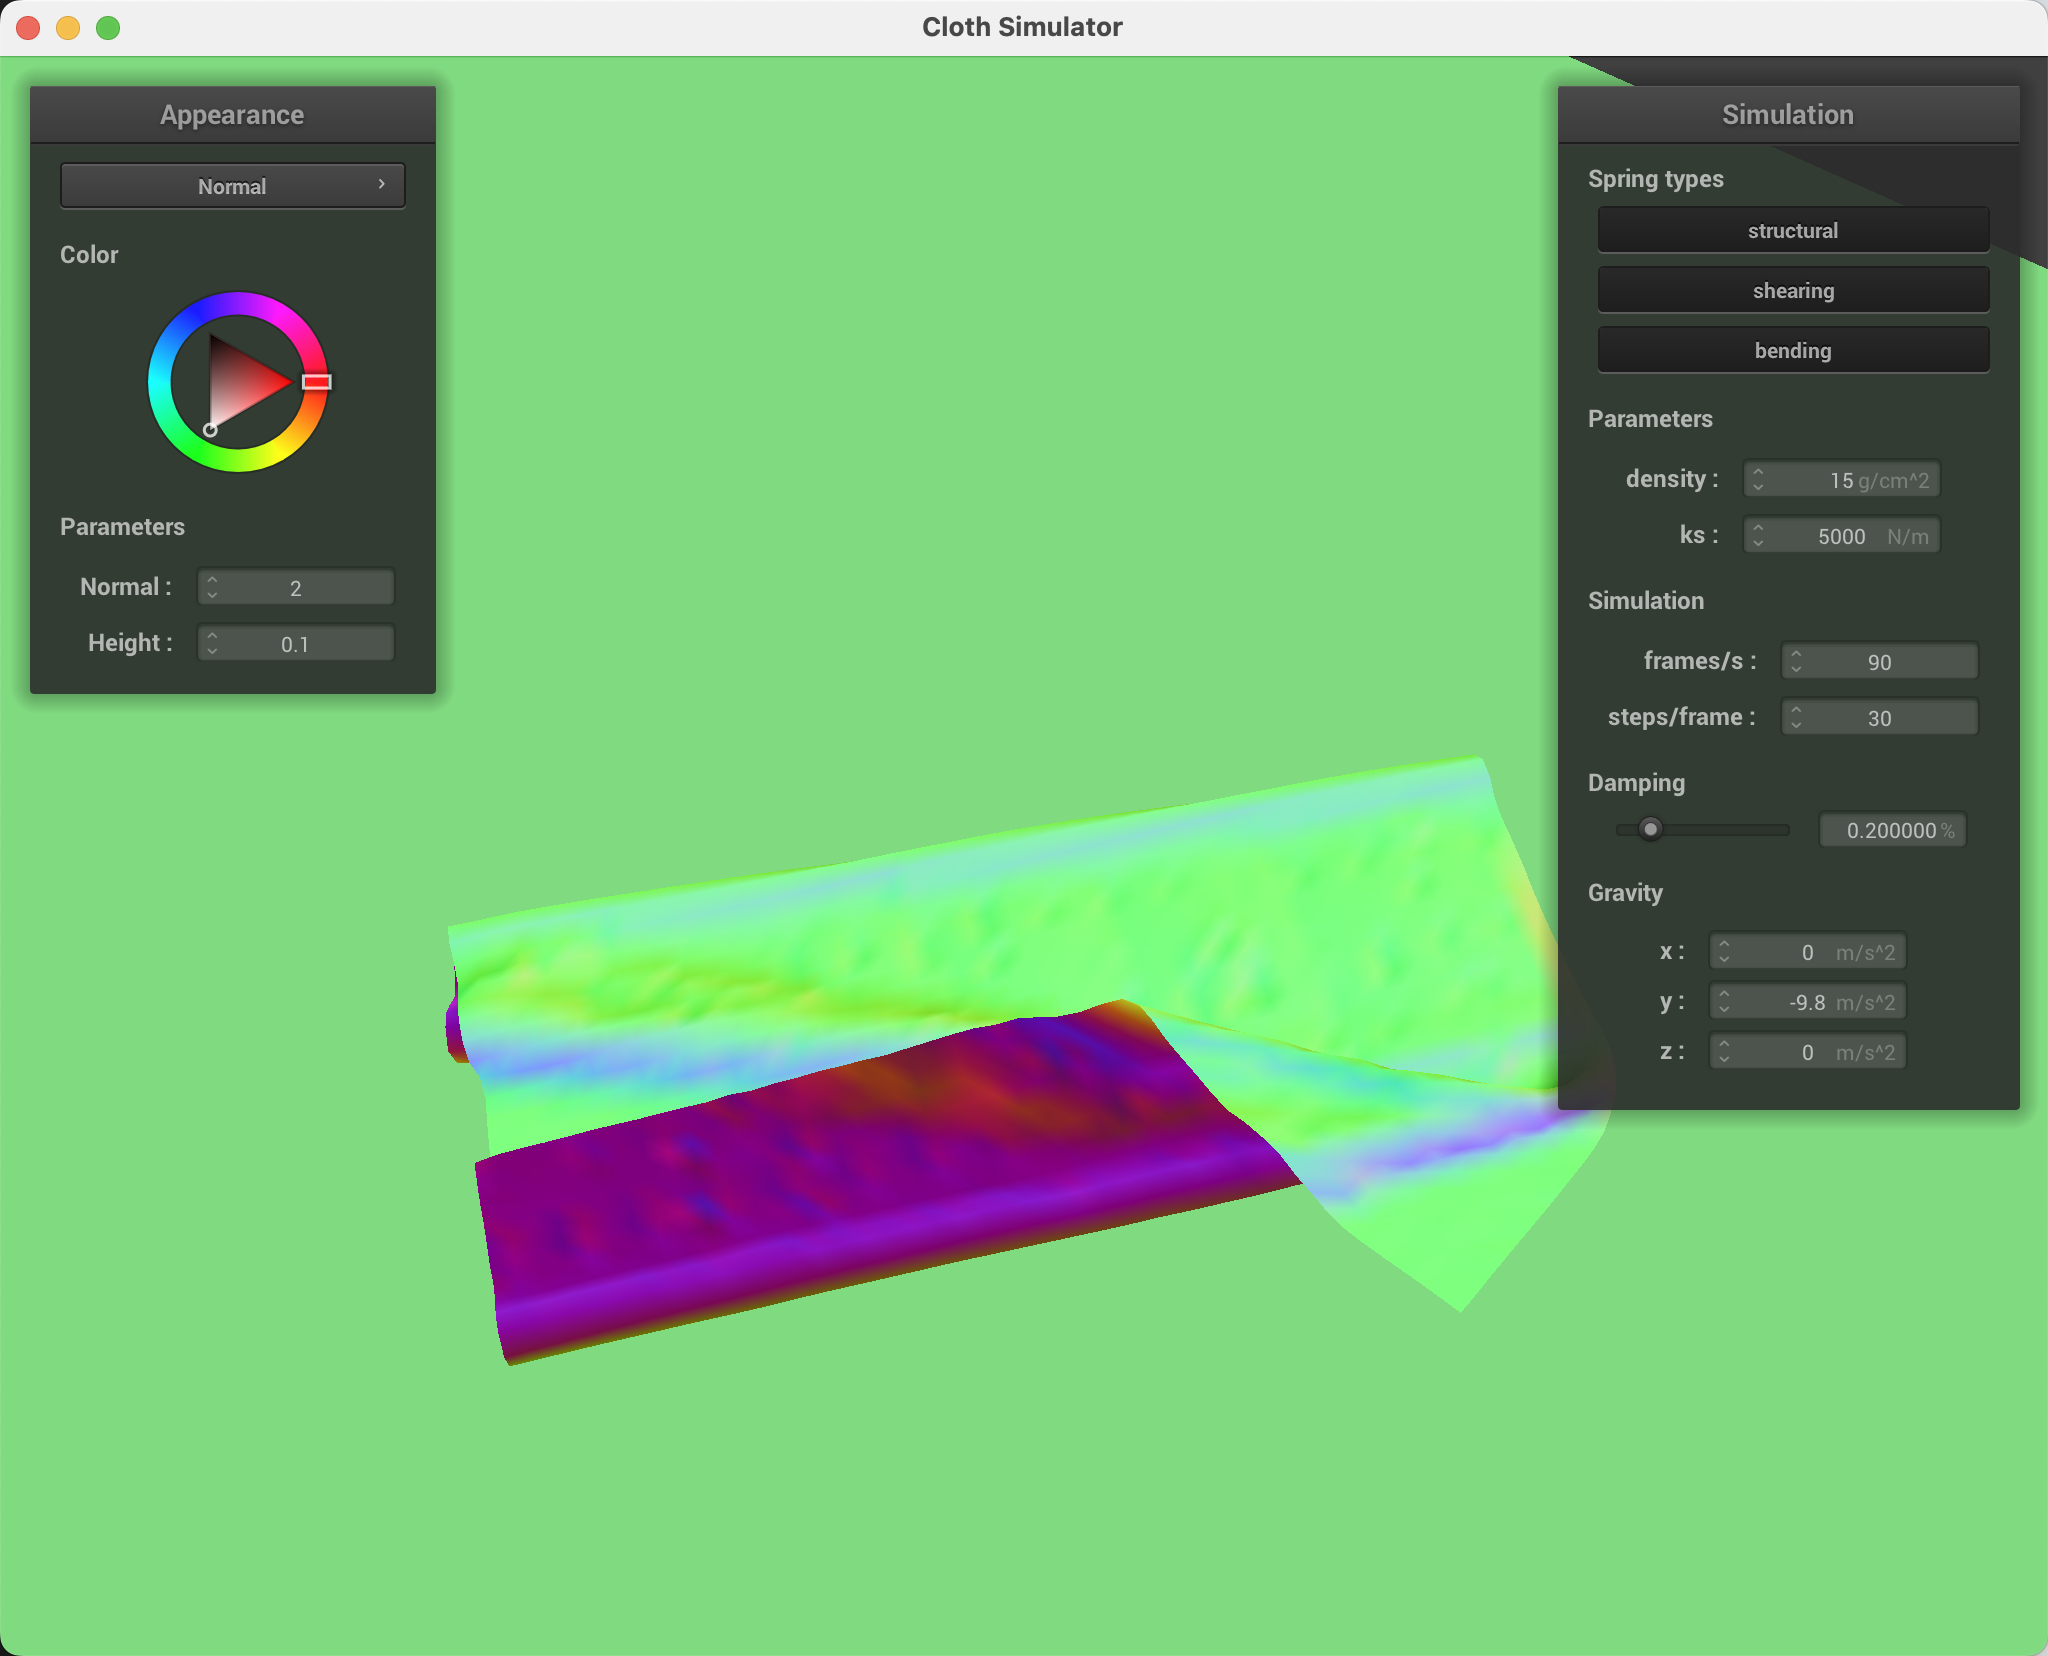 Cloth Simulator
Appearance
Normal
Color
Parameters
Normal : 2
Height : 0.1
Simulation
Spring types
structural
shearing
bending
Parameters
density : 15 g/cm^2
ks : 5000 N/m
Simulation
frames/s : 90
steps/frame : 30
Damping
0.200000 %
Gravity
x : 0 m/s^2
y : -9.8 m/s^2
z : 0 m/s^2